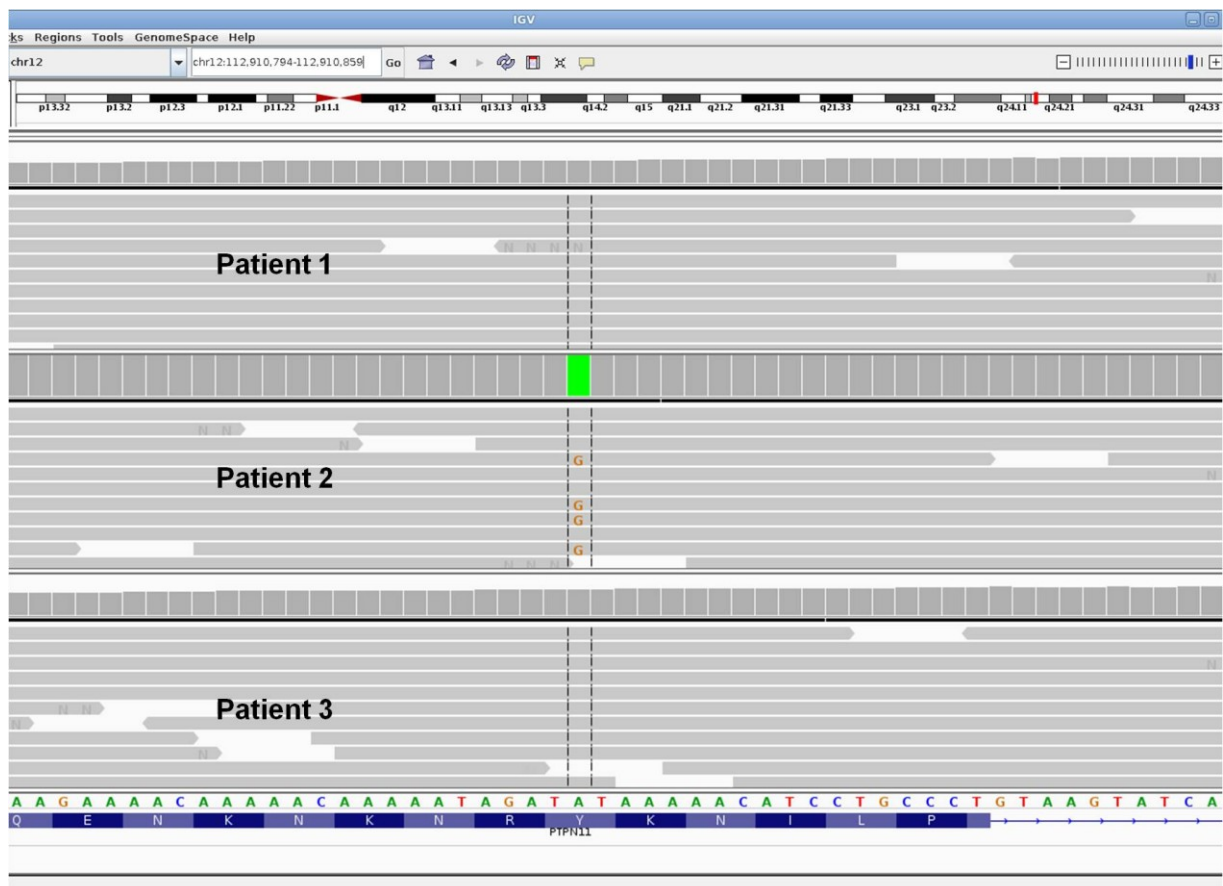 IGV
ks Regions Tools GenomeSpace Help
chr12 chr12:112,910,794-112,910,859 Go
p13.32 p13.2 p12.3 p12.1 p11.22 p11.1 q12 q13.11 q13.13 q13.3 q14.2 q15 q21.1 q21.2 q21.31 q21.33 q23.1 q23.2 q24.11 q24.21 q24.31 q24.33
N N N N
Patient 1
N
N N
N
G
Patient 2
N
G
G
G
N N N
N
N N
Patient 3
N
N
A A G A A A A C A A A A A C A A A A A T A G A T A T A A A A A C A T C C T G C C C T G T A A G T A T C A
Q E N K N K N R Y K N I L P
PTPN11